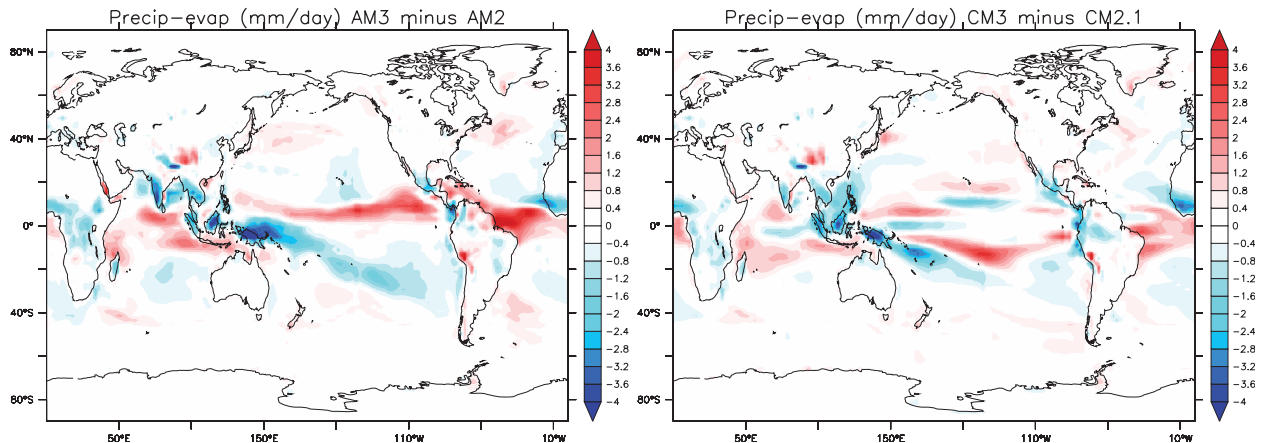 Precip-evap (mm/day) AM3 minus AM2
80°N
40°N
0°
40°S
80°S
50°E
150°E
110°W
10°W
4
3.6
3.2
2.8
2.4
2
1.6
1.2
0.8
0.4
0
-0.4
-0.8
-1.2
-1.6
-2
-2.4
-2.8
-3.2
-3.6
-4
Precip-evap (mm/day) CM3 minus CM2.1
80°N
40°N
0°
40°S
80°S
50°E
150°E
110°W
10°W
4
3.6
3.2
2.8
2.4
2
1.6
1.2
0.8
0.4
0
-0.4
-0.8
-1.2
-1.6
-2
-2.4
-2.8
-3.2
-3.6
-4